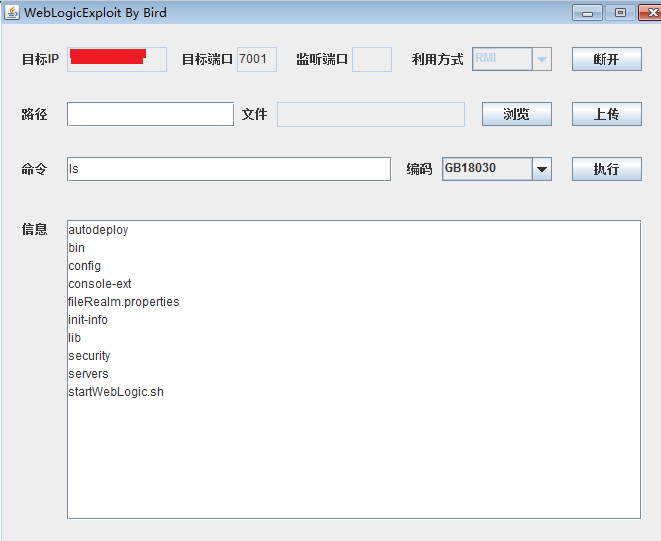 WebLogicExploit By Bird
目标IP 目标端口 7001 监听端口 利用方式 RMI 断开
路径 文件 浏览 上传
命令 ls 编码 GB18030 执行
信息 autodeploy
bin
config
console-ext
fileRealm.properties
init-info
lib
security
servers
startWebLogic.sh